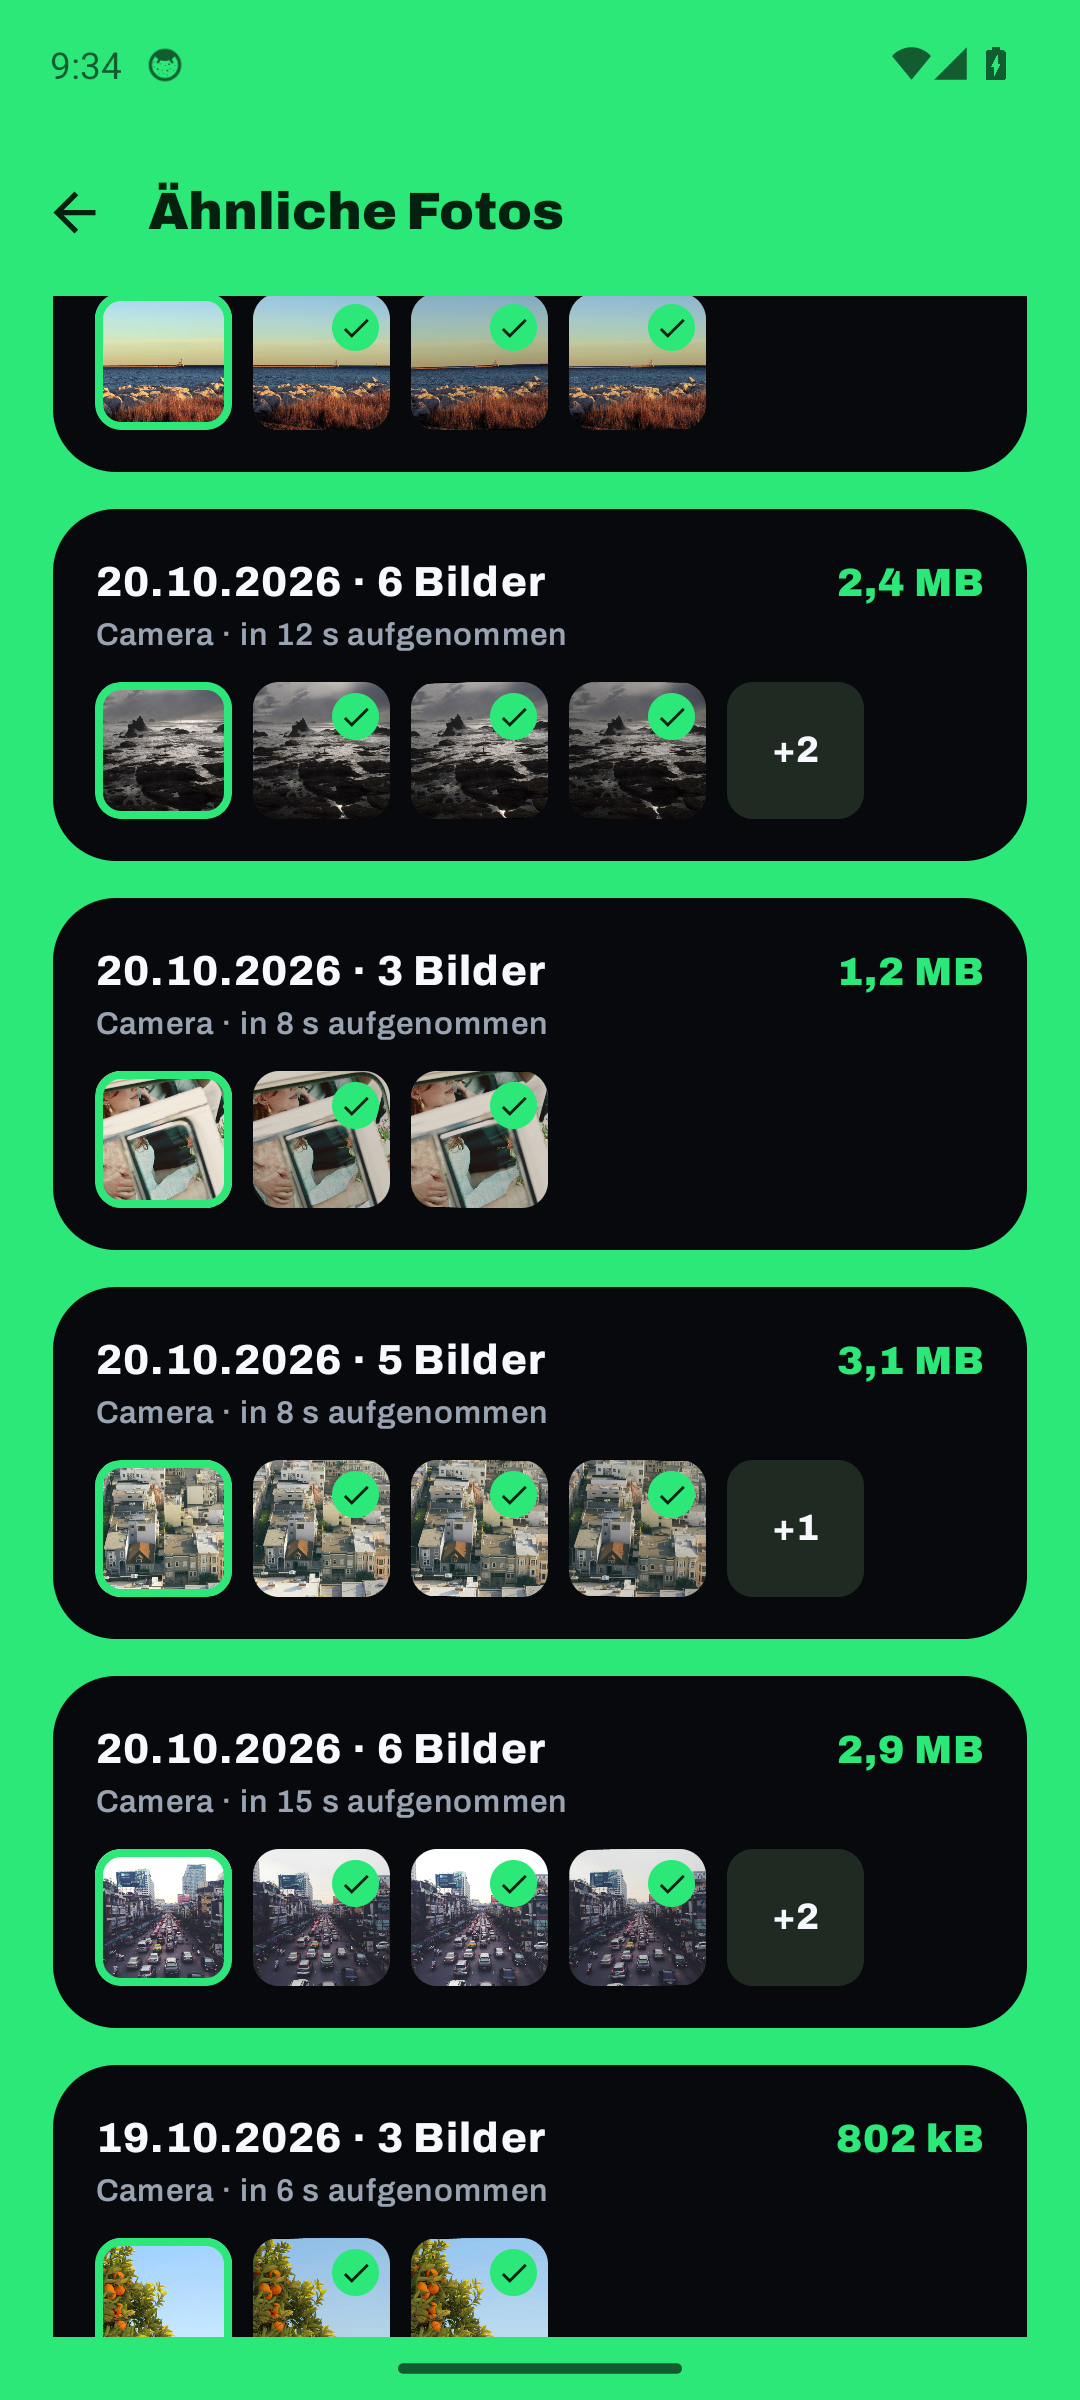 9:34
Ähnliche Fotos
20.10.2026 · 6 Bilder
2,4 MB
Camera · in 12 s aufgenommen
+2
20.10.2026 · 3 Bilder
1,2 MB
Camera · in 8 s aufgenommen
20.10.2026 · 5 Bilder
3,1 MB
Camera · in 8 s aufgenommen
+1
20.10.2026 · 6 Bilder
2,9 MB
Camera · in 15 s aufgenommen
+2
19.10.2026 · 3 Bilder
802 kB
Camera · in 6 s aufgenommen